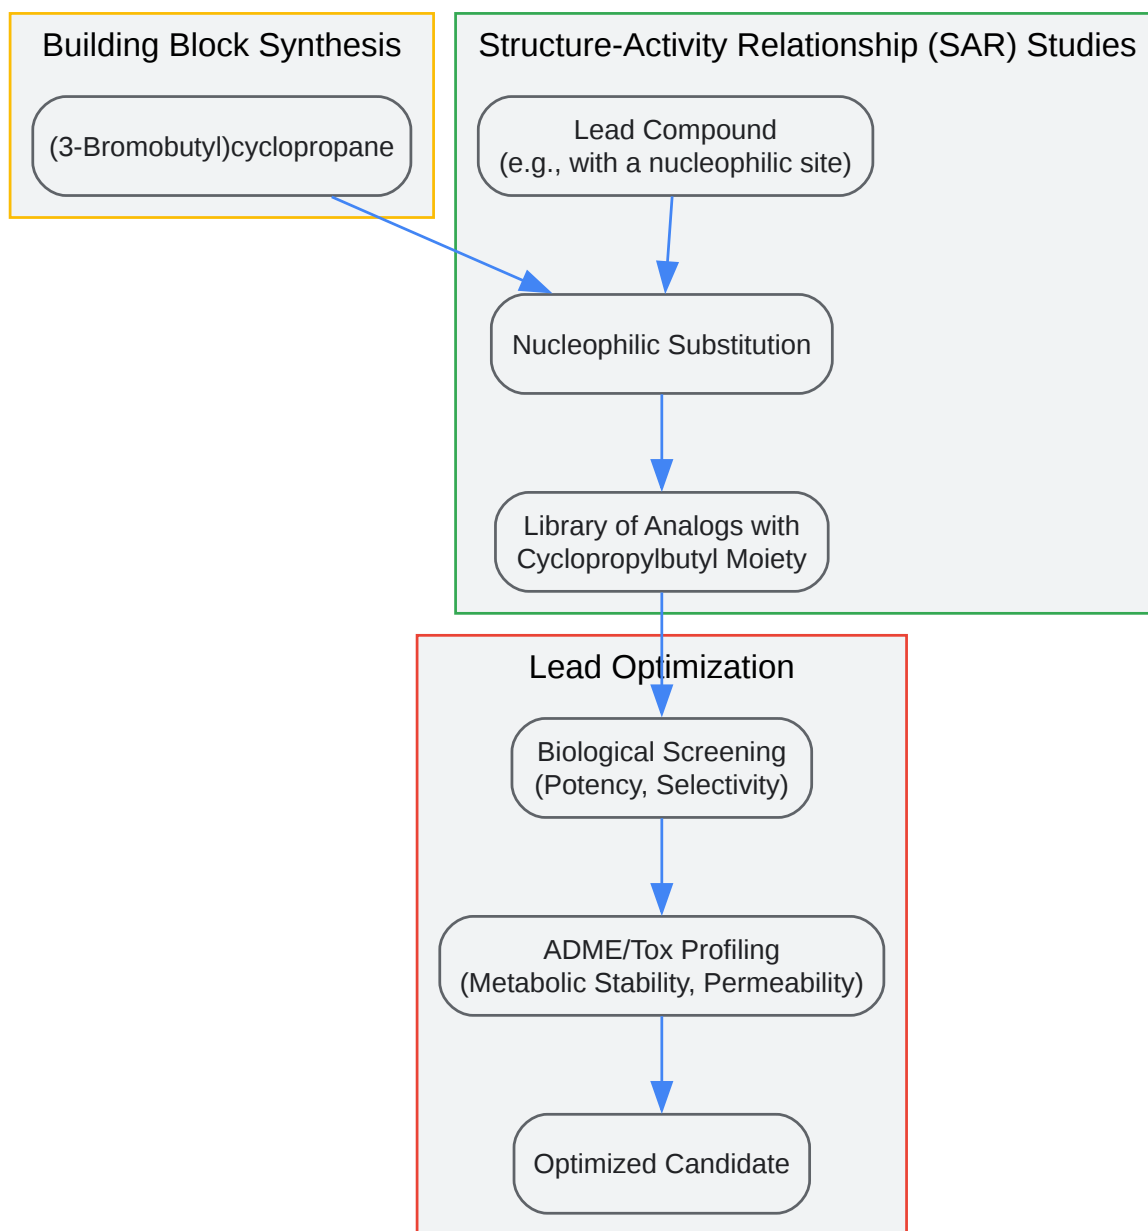 Building Block Synthesis
(3-Bromobutyl)cyclopropane
Structure-Activity Relationship (SAR) Studies
Lead Compound
(e.g., with a nucleophilic site)
Nucleophilic Substitution
Library of Analogs with
Cyclopropylbutyl Moiety
Lead Optimization
Biological Screening
(Potency, Selectivity)
ADME/Tox Profiling
(Metabolic Stability, Permeability)
Optimized Candidate